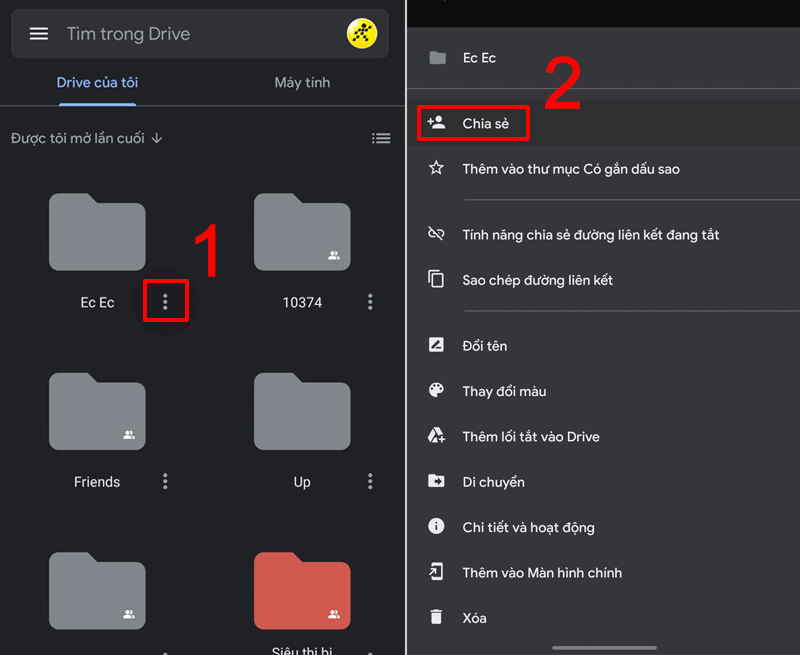 Tìm trong Drive
Drive của tôi
Máy tính
Được tôi mở lần cuối
Ec Ec
10374
1
Friends
Up
Siêu thị bị
Ec Ec
2
Chia sẻ
Thêm vào thư mục Có gắn dấu sao
Tính năng chia sẻ đường liên kết đang tắt
Sao chép đường liên kết
Đổi tên
Thay đổi màu
Thêm lối tắt vào Drive
Di chuyển
Chi tiết và hoạt động
Thêm vào Màn hình chính
Xóa